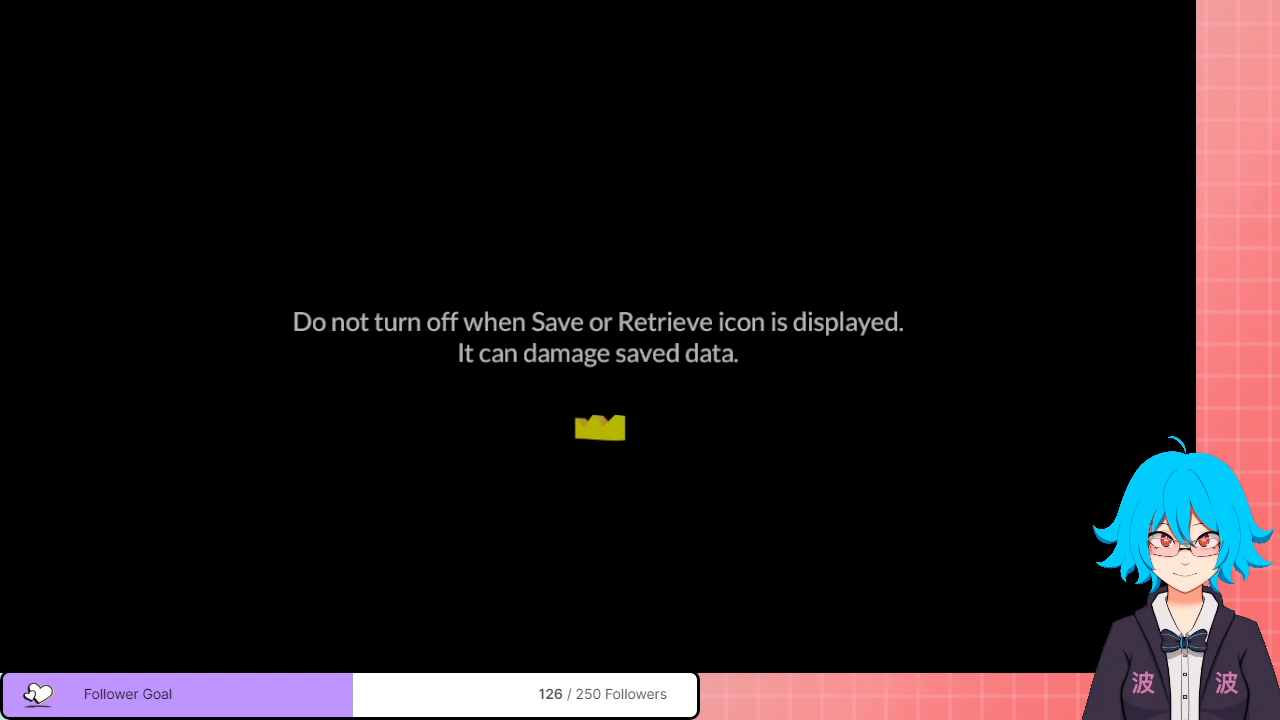 Do not turn off when Save or Retrieve icon is displayed.
It can damage saved data.
Follower Goal
126 / 250 Followers
波 波